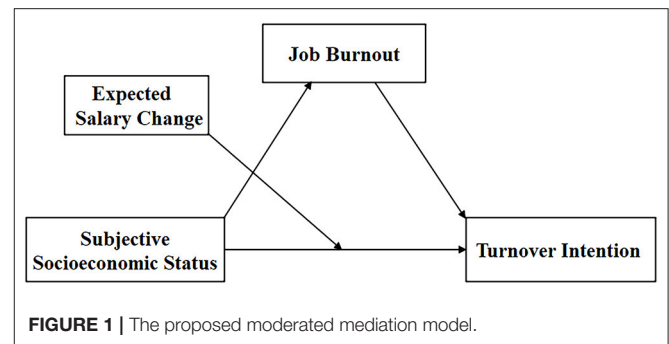 Job Burnout
Expected
Salary Change
Subjective
Socioeconomic Status
Turnover Intention
FIGURE 1 | The proposed moderated mediation model.